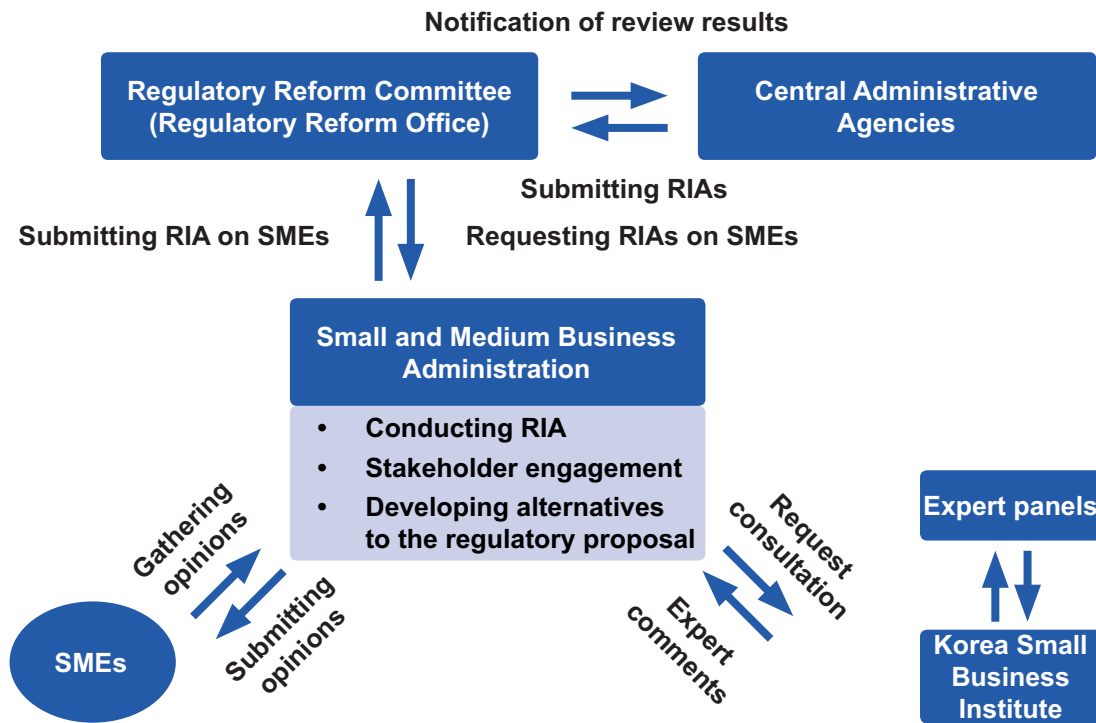 Notification of review results
Regulatory Reform Committee
(Regulatory Reform Office)
Central Administrative
Agencies
Submitting RIAs
Submitting RIA on SMEs
Requesting RIAs on SMEs
Small and Medium Business
Administration
• Conducting RIA
• Stakeholder engagement
• Developing alternatives
to the regulatory proposal
Gathering
opinions
Submitting
opinions
SMEs
Request
consultation
Expert
comments
Expert panels
Korea Small
Business
Institute